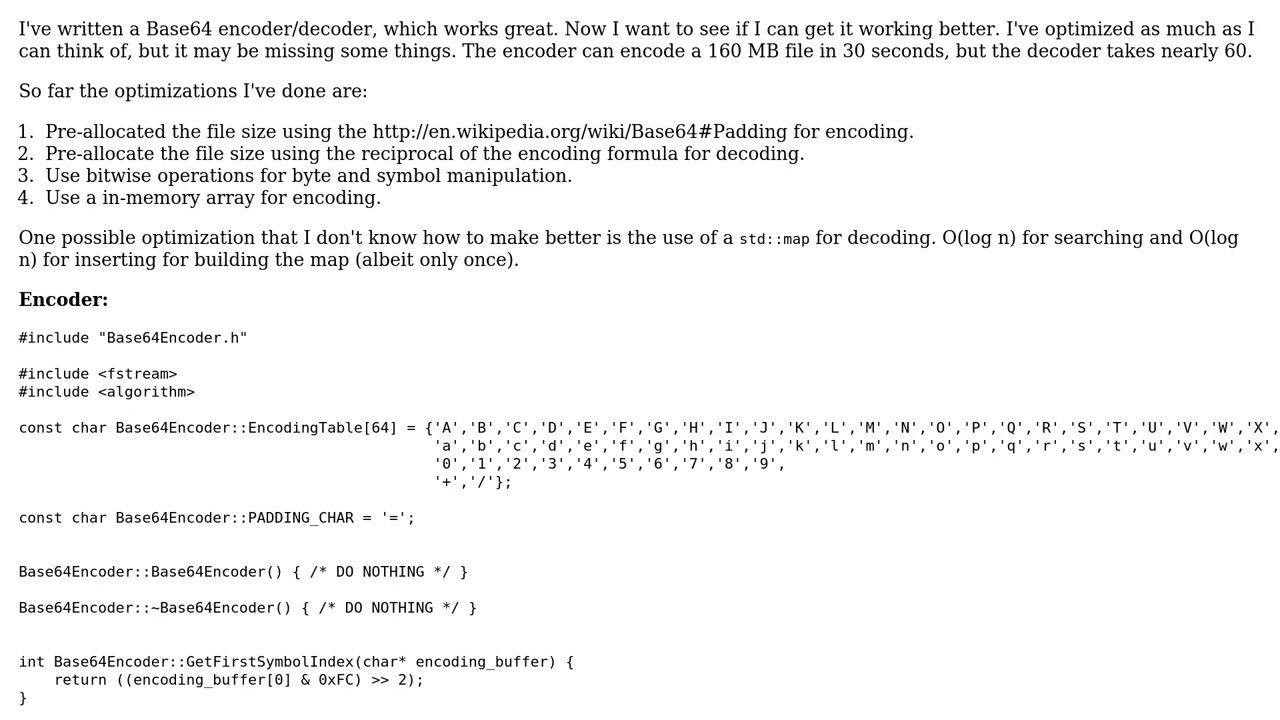 I've written a Base64 encoder/decoder, which works great. Now I want to see if I can get it working better. I've optimized as much as I
can think of, but it may be missing some things. The encoder can encode a 160 MB file in 30 seconds, but the decoder takes nearly 60.
So far the optimizations I've done are:
1. Pre-allocated the file size using the http://en.wikipedia.org/wiki/Base64#Padding for encoding.
2. Pre-allocate the file size using the reciprocal of the encoding formula for decoding.
3. Use bitwise operations for byte and symbol manipulation.
4. Use a in-memory array for encoding.
One possible optimization that I don't know how to make better is the use of a std::map for decoding. O(log n) for searching and O(log
n) for inserting for building the map (albeit only once).
Encoder:
#include "Base64Encoder.h"
#include <fstream>
#include <algorithm>
const char Base64Encoder::EncodingTable[64] = {'A','B','C','D','E','F','G','H','I','J','K','L','M','N','O','P','Q','R','S','T','U','V','W','X',
'a','b','c','d','e','f','g','h','i','j','k','l','m','n','o','p','q','r','s','t','u','v','w','x',
'0','1','2','3','4','5','6','7','8','9',
'+','/'};
const char Base64Encoder::PADDING_CHAR = '=';
Base64Encoder::Base64Encoder() { /* DO NOTHING */ }
Base64Encoder::~Base64Encoder() { /* DO NOTHING */ }
int Base64Encoder::GetFirstSymbolIndex(char* encoding_buffer) {
return ((encoding_buffer[0] & 0xFC) >> 2);
}